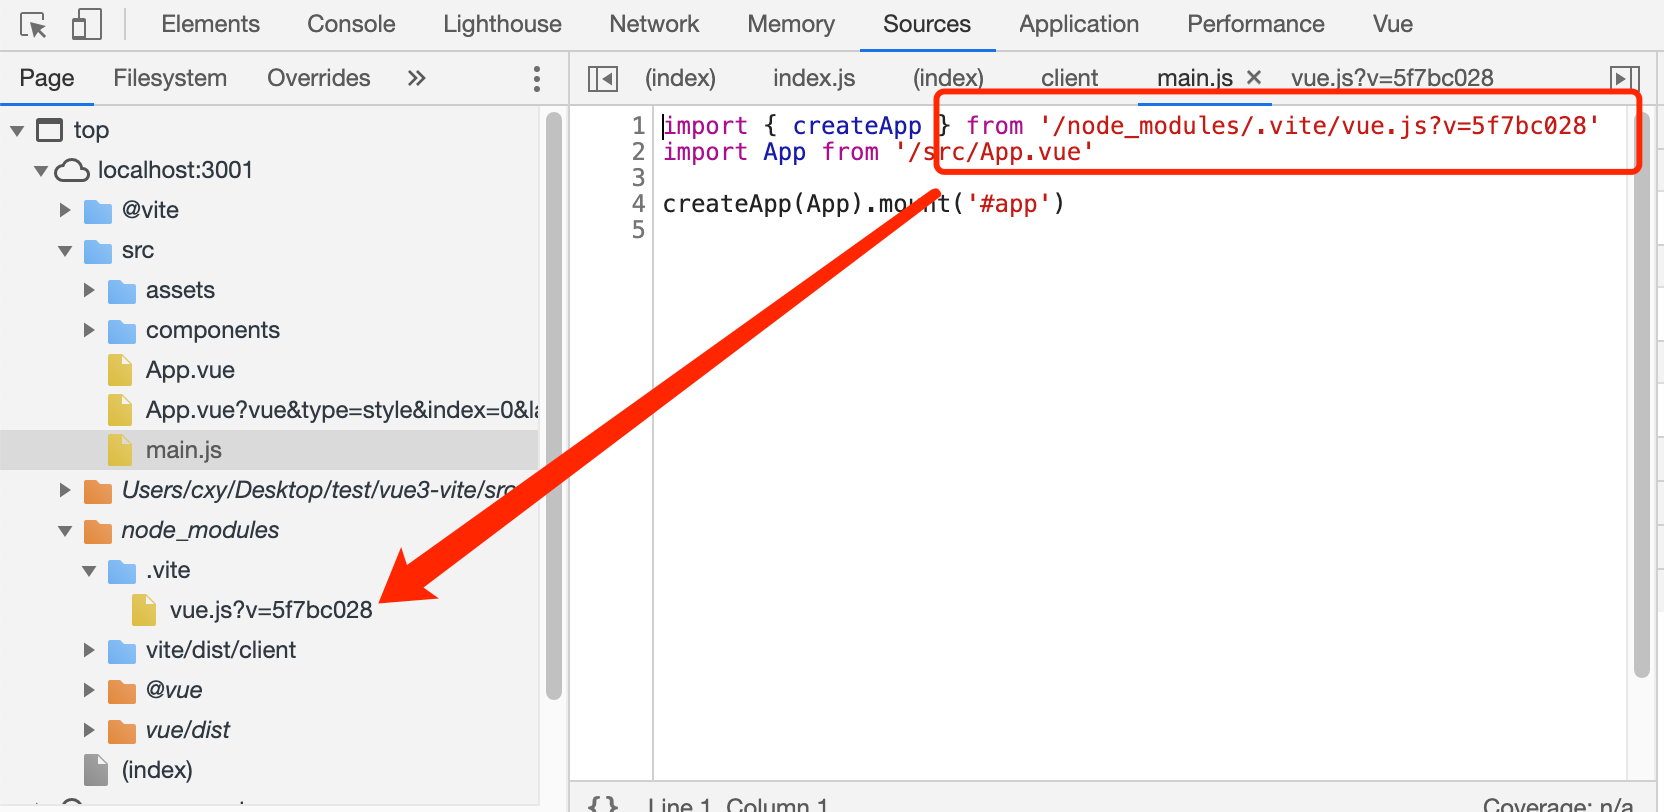 Elements Console Lighthouse Network Memory Sources Application Performance Vue
Page Filesystem Overrides »
(index) index.js (index) client main.js × vue.js?v=5f7bc028
top
localhost:3001
@vite
src
assets
components
App.vue
App.vue?vue&type=style&index=0&la
main.js
Users/cxy/Desktop/test/vue3-vite/src
node_modules
.vite
vue.js?v=5f7bc028
vite/dist/client
@vue
vue/dist
(index)
1 import { createApp } from '/node_modules/.vite/vue.js?v=5f7bc028'
2 import App from '/src/App.vue'
3
4 createApp(App).mount('#app')
5
{} Line 1, Column 1 Coverage: n/a